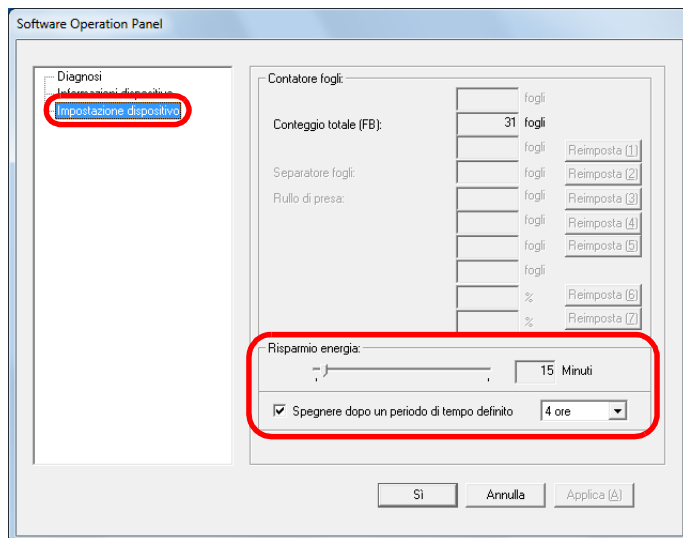 Software Operation Panel
Diagnosi
Informazioni dispositivo
Impostazione dispositivo
Contatore fogli:
fogli
Conteggio totale (FB): 31 fogli
fogli Reimposta (1)
Separatore fogli: fogli Reimposta (2)
Rullo di presa: fogli Reimposta (3)
fogli Reimposta (4)
fogli Reimposta (5)
fogli
% Reimposta (6)
% Reimposta (7)
Risparmio energia:
15 Minuti
Spegnere dopo un periodo di tempo definito 4 ore
Sì Annulla Applica (A)